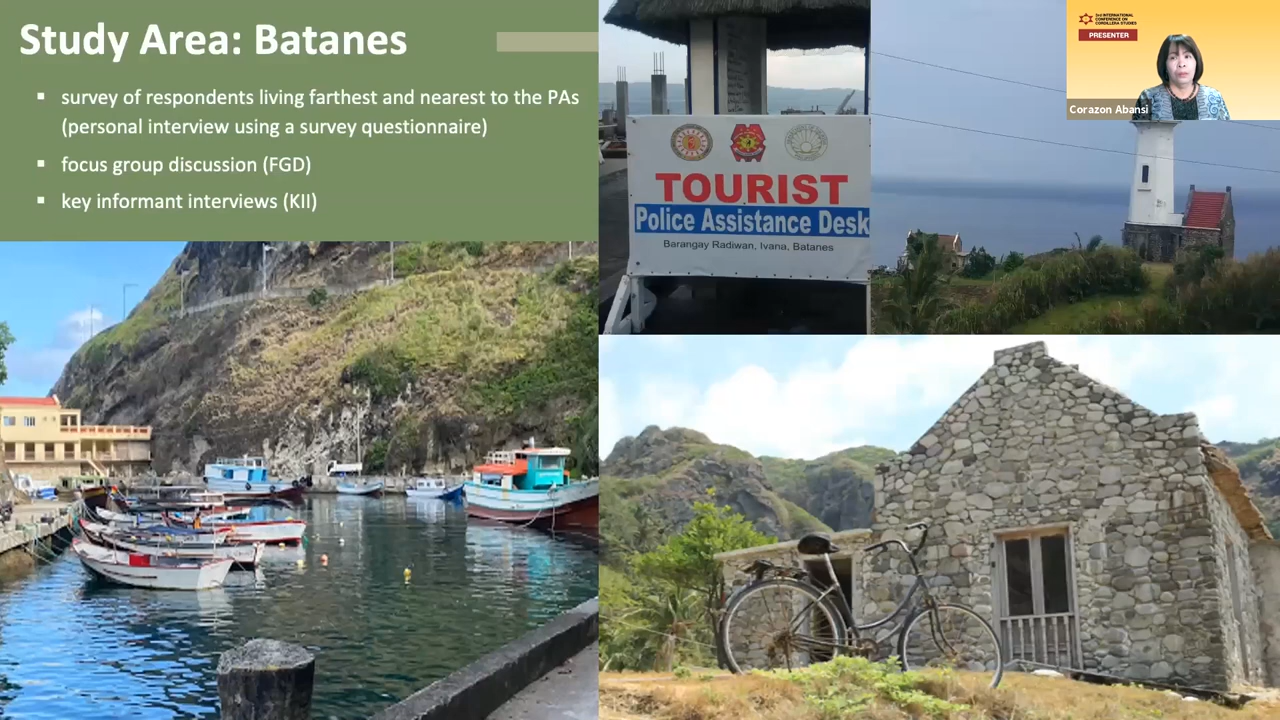 Study Area: Batanes
▪ survey of respondents living farthest and nearest to the PAs
(personal interview using a survey questionnaire)
▪ focus group discussion (FGD)
▪ key informant interviews (KII)
TOURIST
Police Assistance Desk
Barangay Radiwan, Ivana, Batanes
3rd INTERNATIONAL
CONFERENCE ON
CORDILLERA STUDIES
PRESENTER
Corazon Abansi